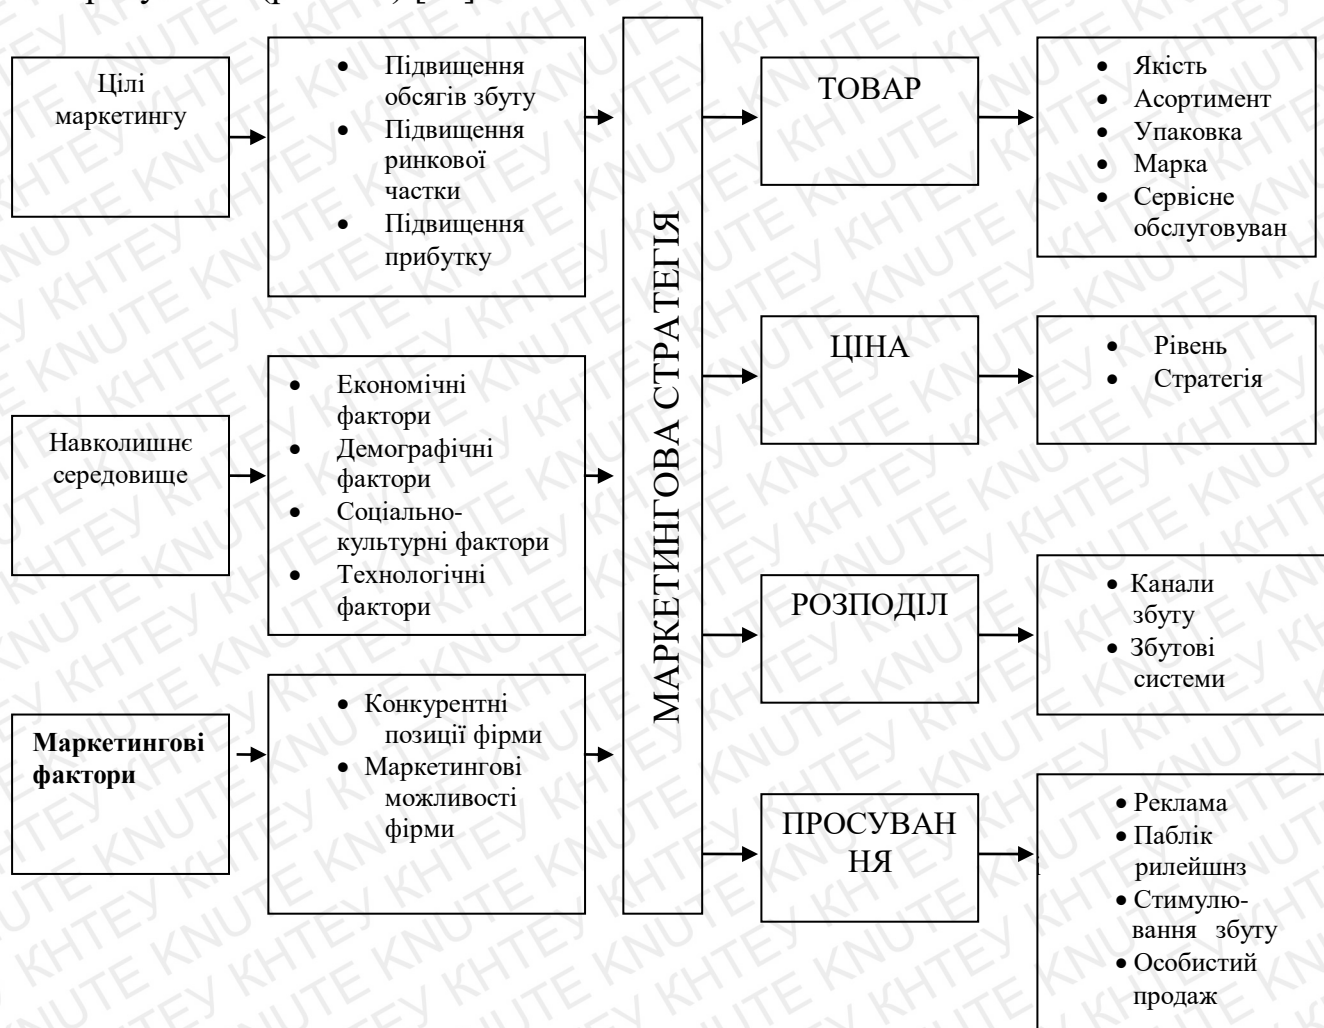 Цілі
маркетингу
• Підвищення
обсягів збуту
• Підвищення
ринкової
частки
• Підвищення
прибутку
Навколишнє
середовище
• Економічні
фактори
• Демографічні
фактори
• Соціально-
культурні фактори
• Технологічні
фактори
Маркетингові
фактори
• Конкурентні
позиції фірми
• Маркетингові
можливості
фірми
МАРКЕТИНГОВА СТРАТЕГІЯ
ТОВАР
• Якість
• Асортимент
• Упаковка
• Марка
• Сервісне
обслуговуван
ЦІНА
• Рівень
• Стратегія
РОЗПОДІЛ
• Канали
збуту
• Збутові
системи
ПРОСУВАН
НЯ
• Реклама
• Паблік
рилейшнз
• Стимулю-
вання збуту
• Особистий
продаж
KNUTE КНТЕУ